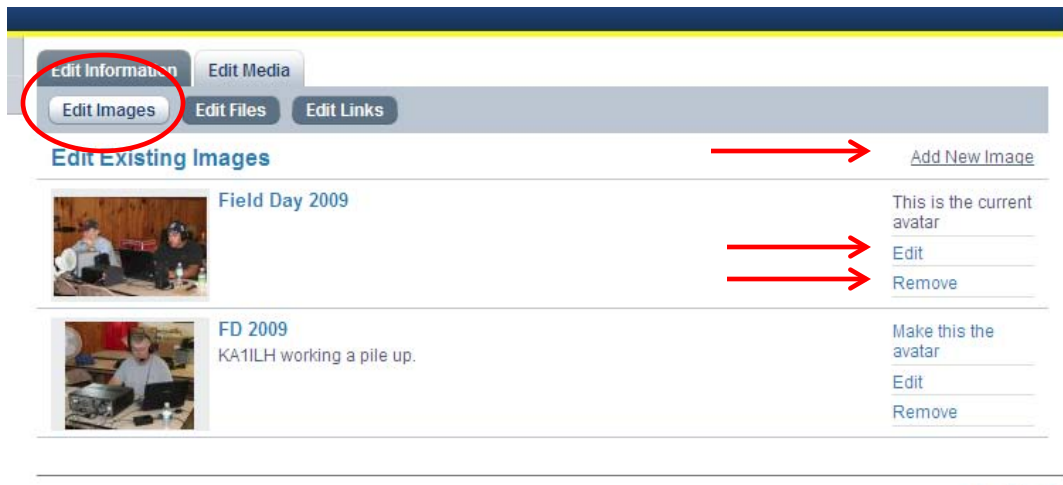 Edit Information Edit Media
Edit Images Edit Files Edit Links
Edit Existing Images Add New Image
Field Day 2009
This is the current
avatar
Edit
Remove
FD 2009
KA1ILH working a pile up.
Make this the
avatar
Edit
Remove